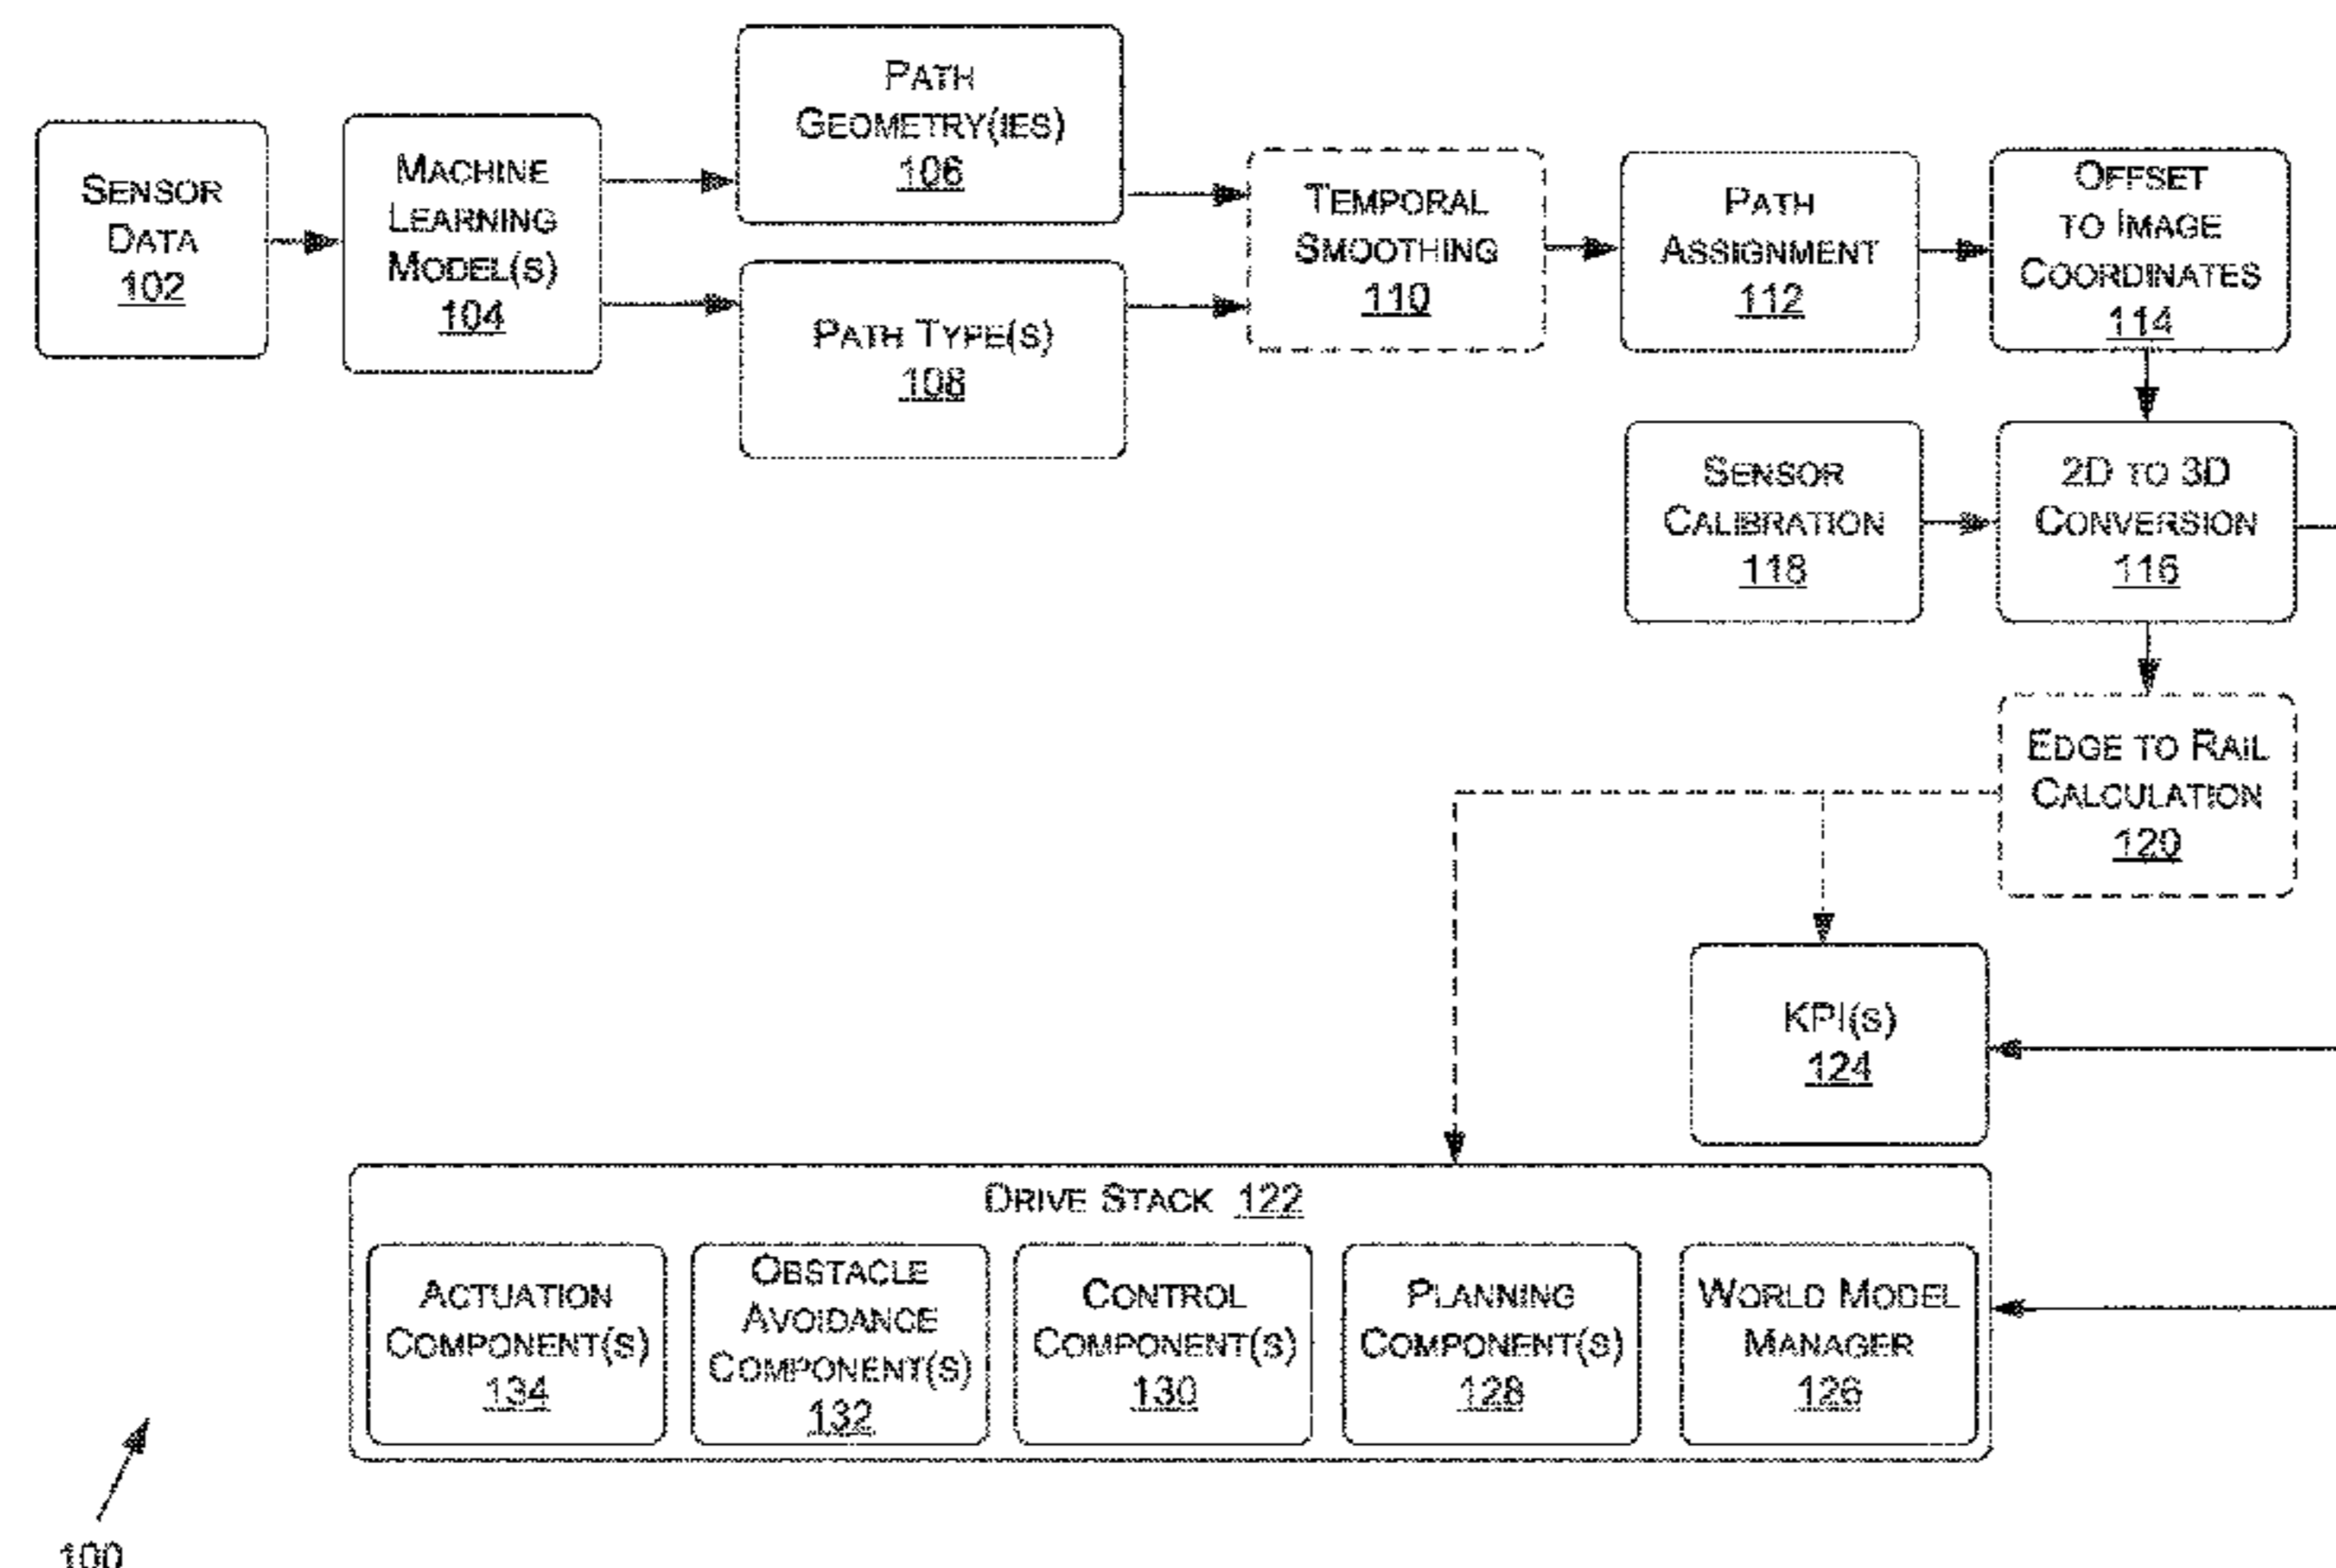 PATH
GEOMETRY(IES)
106
SENSOR
DATA
102
MACHINE
LEARNING
MODEL(S)
104
PATH TYPE(S)
108
TEMPORAL
SMOOTHING
110
PATH
ASSIGNMENT
112
OFFSET
TO IMAGE
COORDINATES
114
SENSOR
CALIBRATION
118
2D TO 3D
CONVERSION
116
EDGE TO RAIL
CALCULATION
120
KPI(S)
124
DRIVE STACK 122
ACTUATION
COMPONENT(S)
134
OBSTACLE
AVOIDANCE
COMPONENT(S)
132
CONTROL
COMPONENT(S)
130
PLANNING
COMPONENT(S)
128
WORLD MODEL
MANAGER
126
100